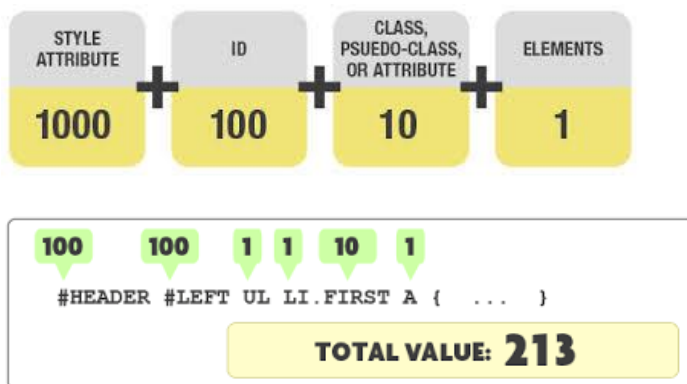 STYLE
ATTRIBUTE
+
ID
+
CLASS,
PSUEDO-CLASS,
OR ATTRIBUTE
+
ELEMENTS
1000
100
10
1
100 100 1 1 10 1
#HEADER #LEFT UL LI.FIRST A { ... }
TOTAL VALUE: 213